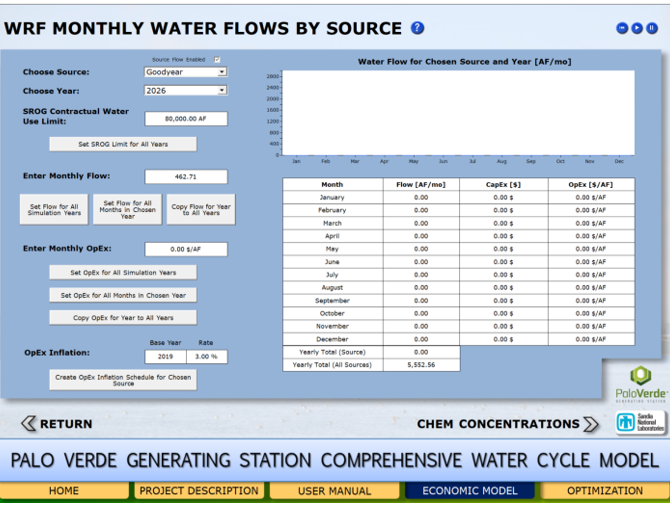 WRF MONTHLY WATER FLOWS BY SOURCE ?
Source Flow Enabled
Choose Source:
Goodyear
Choose Year:
2026
SROG Contractual Water
Use Limit:
80,000.00 AF
Set SROG Limit for All Years
Enter Monthly Flow:
462.71
Set Flow for All
Simulation Years
Set Flow for All
Months in Chosen
Year
Copy Flow for Year
to All Years
Enter Monthly OpEx:
0.00 $/AF
Set OpEx for All Simulation Years
Set OpEx for All Months in Chosen Year
Copy OpEx for Year to All Years
Base Year Rate
OpEx Inflation:
2019 3.00 %
Create OpEx Inflation Schedule for Chosen
Source
Water Flow for Chosen Source and Year [AF/mo]
2800
2400
2000
1600
1200
800
400
0
Jan Feb Mar Apr May Jun Jul Aug Sep Oct Nov Dec
Month Flow [AF/mo] CapEx [$] OpEx [$/AF]
January 0.00 0.00 $ 0.00 $/AF
February 0.00 0.00 $ 0.00 $/AF
March 0.00 0.00 $ 0.00 $/AF
April 0.00 0.00 $ 0.00 $/AF
May 0.00 0.00 $ 0.00 $/AF
June 0.00 0.00 $ 0.00 $/AF
July 0.00 0.00 $ 0.00 $/AF
August 0.00 0.00 $ 0.00 $/AF
September 0.00 0.00 $ 0.00 $/AF
October 0.00 0.00 $ 0.00 $/AF
November 0.00 0.00 $ 0.00 $/AF
December 0.00 0.00 $ 0.00 $/AF
Yearly Total (Source) 0.00
Yearly Total (All Sources) 5,552.56
PaloVerde
GENERATING STATION
Sandia
National
Laboratories
RETURN
CHEM CONCENTRATIONS
PALO VERDE GENERATING STATION COMPREHENSIVE WATER CYCLE MODEL
HOME PROJECT DESCRIPTION USER MANUAL ECONOMIC MODEL OPTIMIZATION